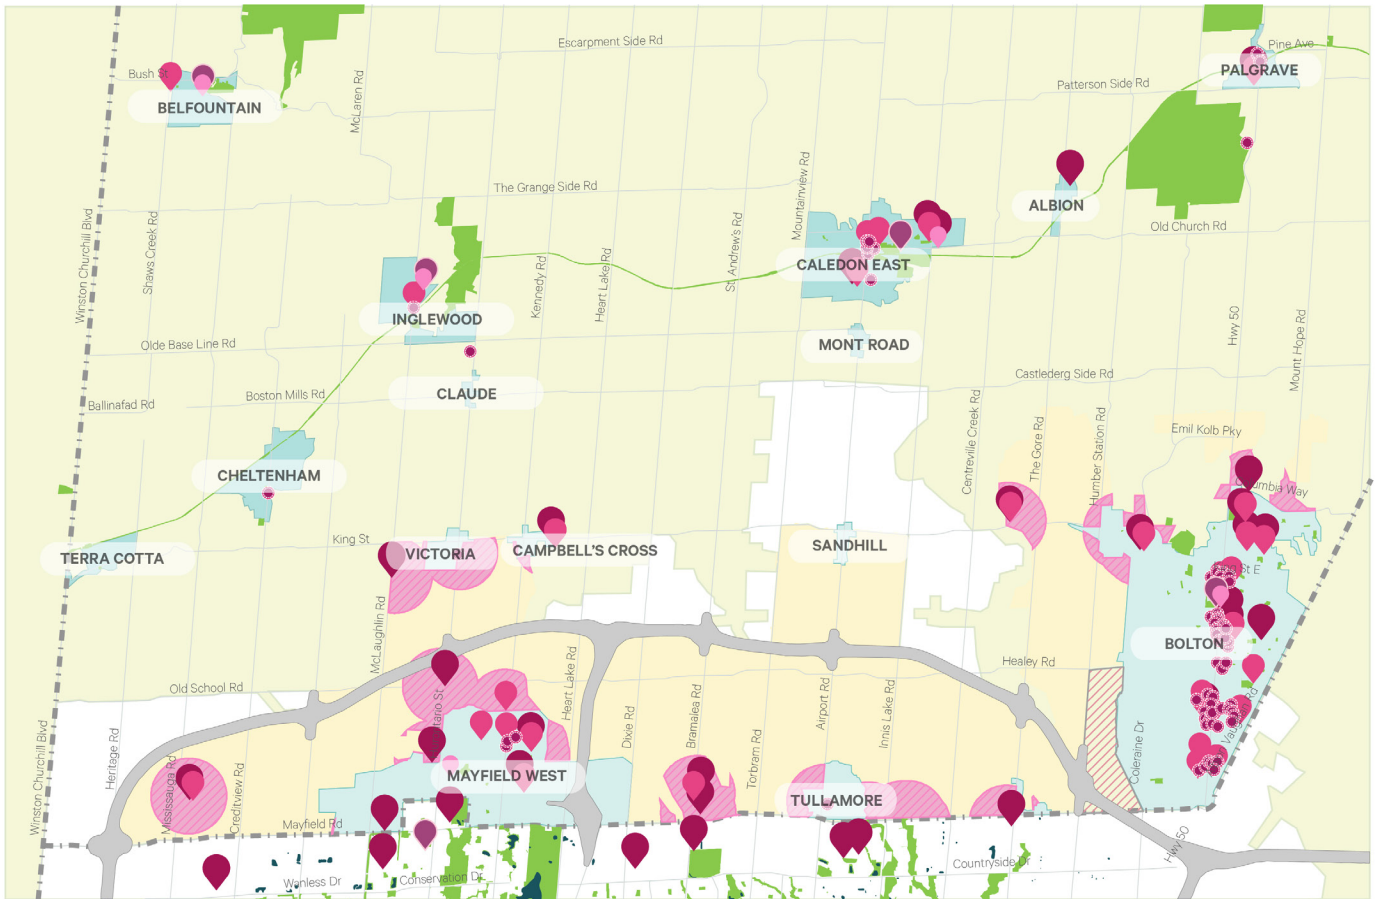 Escarpment Side Rd
Pine Ave
PALGRAVE
Bush St
Patterson Side Rd
BELFOUNTAIN
McLaren Rd
The Grange Side Rd
Mountainview Rd
ALBION
Old Church Rd
Winston Churchill Blvd
Shaws Creek Rd
St. Andrew's Rd
CALEDON EAST
Kennedy Rd
Heart Lake Rd
INGLEWOOD
Hwy 50
Mount Hope Rd
Olde Base Line Rd
MONT ROAD
Castlederg Side Rd
CLAUDE
Boston Mills Rd
Ballinafad Rd
Centreville Creek Rd
The Gore Rd
Humber Station Rd
Emil Kolb Pky
CHELTENHAM
Columbia Way
King St
TERRA COTTA
VICTORIA
CAMPBELL'S CROSS
SANDHILL
St E
McLaughlin Rd
BOLTON
Healey Rd
Old School Rd
Heart Lake Rd
Dixie Rd
Bramalea Rd
Airport Rd
Innis Lake Rd
Torbram Rd
Coleraine Dr
Winston Churchill Blvd
Heritage Rd
Mississauga Rd
Creditview Rd
MAYFIELD WEST
TULLAMORE
Mayfield Rd
Hwy 50
Countryside Dr
Wanless Dr
Conservation Dr